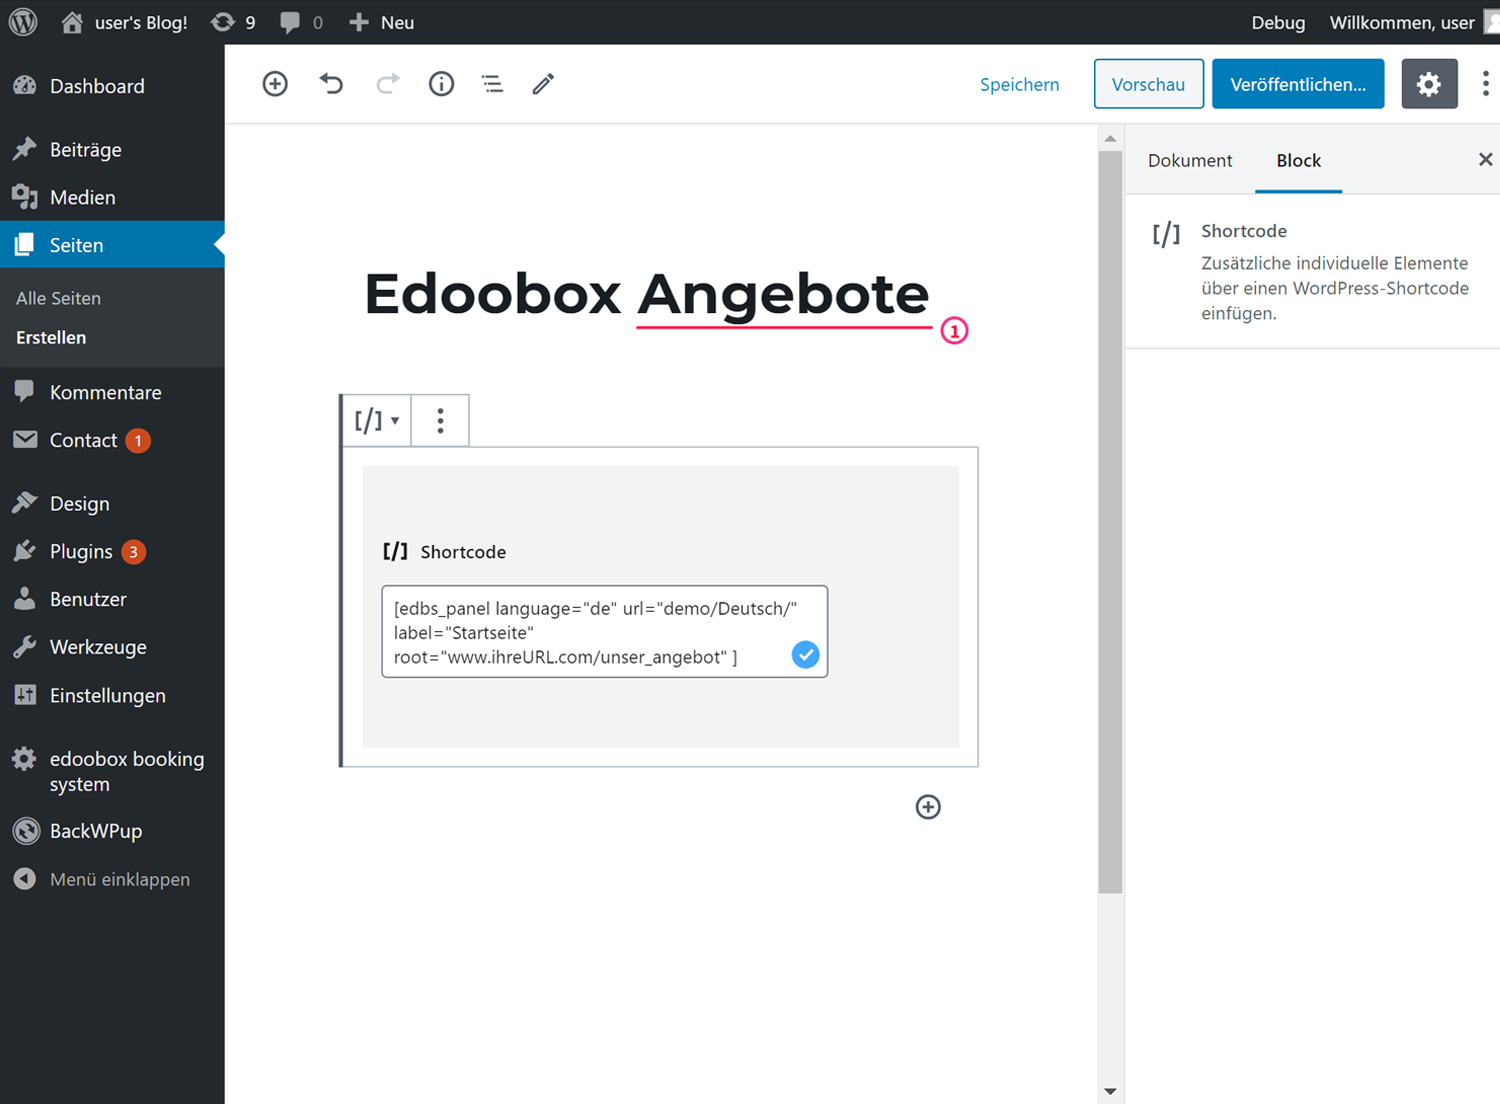 user's Blog!
9
0
Neu
Debug
Willkommen, user
Dashboard
Beiträge
Medien
Seiten
Alle Seiten
Erstellen
Kommentare
Contact 1
Design
Plugins 3
Benutzer
Werkzeuge
Einstellungen
edoobox booking
system
BackWPup
Menü einklappen
Speichern
Vorschau
Veröffentlichen...
Edoobox Angebote
1
[/]
[/] Shortcode
[edbs_panel language="de" url="demo/Deutsch/"
label="Startseite"
root="www.ihreURL.com/unser_angebot" ]
Dokument
Block
[/] Shortcode
Zusätzliche individuelle Elemente
über einen WordPress-Shortcode
einfügen.